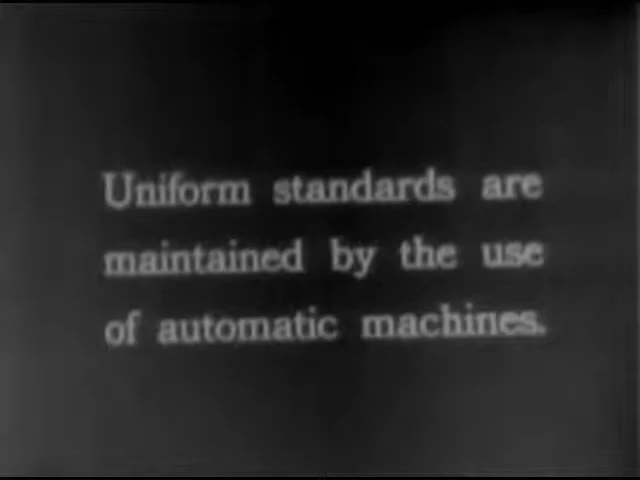 Uniform standards are
maintained by the use
of automatic machines.